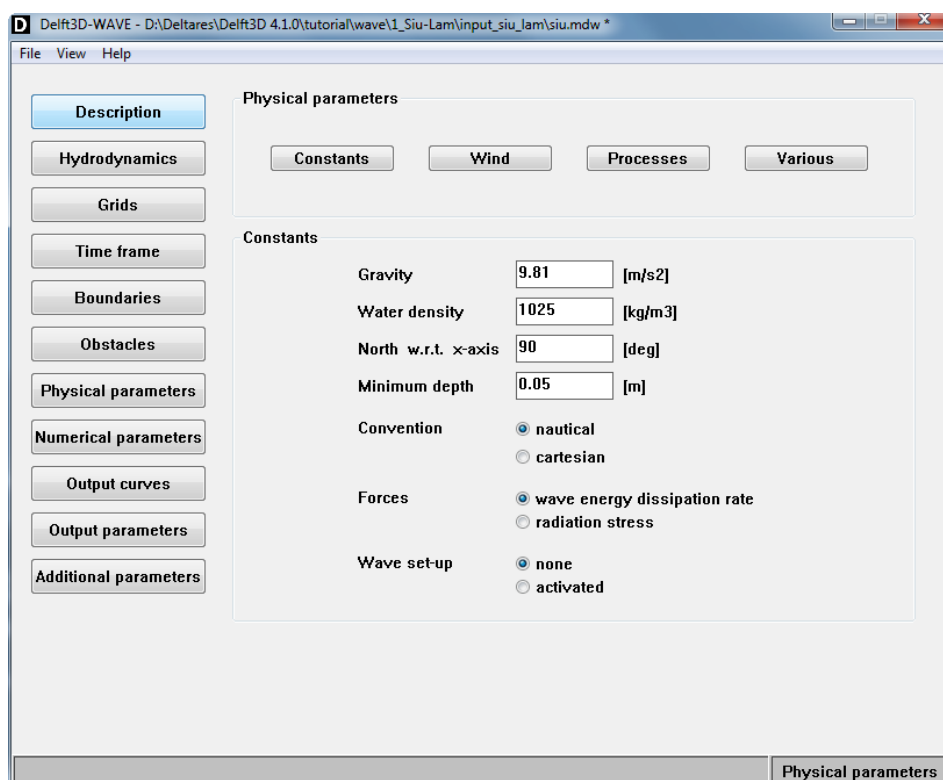 D Delft3D-WAVE - D:\Deltares\Delft3D 4.1.0\tutorial\wave\1_Siu-Lam\input_siu_lam\siu.mdw *
File View Help
Description
Hydrodynamics
Grids
Time frame
Boundaries
Obstacles
Physical parameters
Numerical parameters
Output curves
Output parameters
Additional parameters
Physical parameters
Constants Wind Processes Various
Constants
Gravity 9.81 [m/s2]
Water density 1025 [kg/m3]
North w.r.t. x-axis 90 [deg]
Minimum depth 0.05 [m]
Convention nautical
cartesian
Forces wave energy dissipation rate
radiation stress
Wave set-up none
activated
Physical parameters